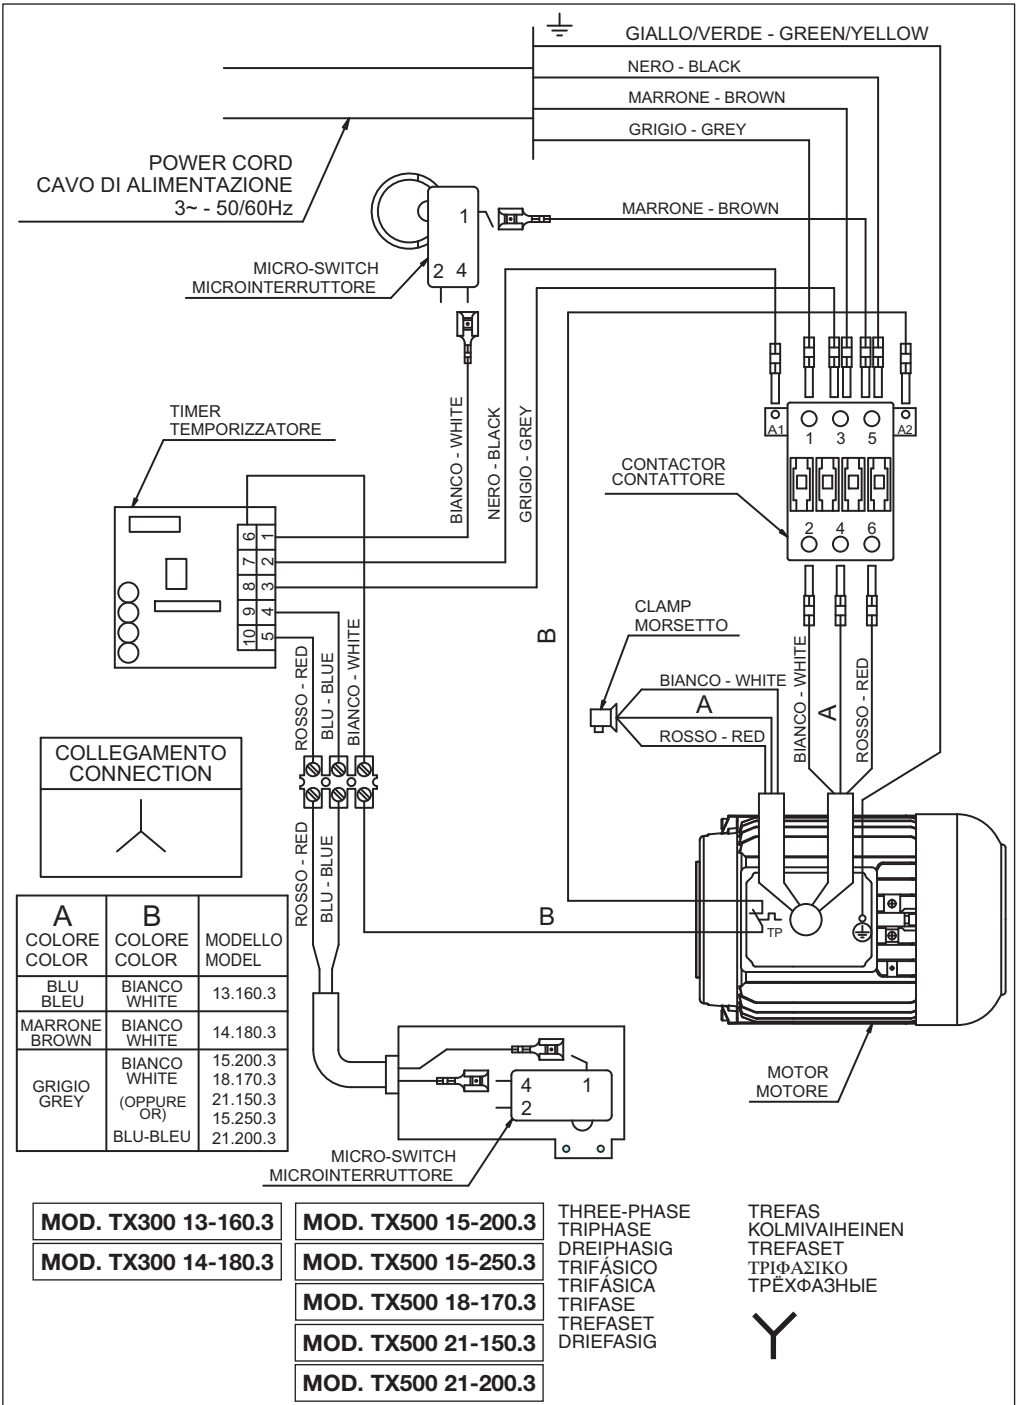 GIALLO/VERDE - GREEN/YELLOW
NERO - BLACK
MARRONE - BROWN
GRIGIO - GREY
POWER CORD
CAVO DI ALIMENTAZIONE
3~ - 50/60Hz
1
MARRONE - BROWN
2 4
MICRO-SWITCH
MICROINTERRUTTORE
TIMER
TEMPORIZZATORE
BIANCO - WHITE
NERO - BLACK
GRIGIO - GREY
A1
1 3 5
A2
CONTACTOR
CONTATTORE
2 4 6
6 1
7 2
8 3
9 4
10 5
ROSSO - RED
BLU - BLUE
BIANCO - WHITE
B
CLAMP
MORSETTO
BIANCO - WHITE
A
ROSSO - RED
BIANCO - WHITE
A
ROSSO - RED
COLLEGAMENTO
CONNECTION
ROSSO - RED
BLU - BLUE
B
TP
A
COLORE
COLOR
B
COLORE
COLOR
MODELLO
MODEL
BLU
BLEU
BIANCO
WHITE
13.160.3
MARRONE
BROWN
BIANCO
WHITE
14.180.3
GRIGIO
GREY
BIANCO
WHITE
(OPPURE
OR)
BLU-BLEU
15.200.3
18.170.3
21.150.3
15.250.3
21.200.3
4 1
2
MOTOR
MOTORE
MICRO-SWITCH
MICROINTERRUTTORE
MOD. TX300 13-160.3
MOD. TX300 14-180.3
MOD. TX500 15-200.3
MOD. TX500 15-250.3
MOD. TX500 18-170.3
MOD. TX500 21-150.3
MOD. TX500 21-200.3
THREE-PHASE
TRIPHASE
DREIPHASIG
TRIFÁSICO
TRIFÁSICA
TRIFASE
TREFASET
DRIEFASIG
TREFAS
KOLMIVAIHEINEN
TREFASET
ΤΡΙΦΑΣΙΚΟ
ТРЁХФАЗНЫЕ